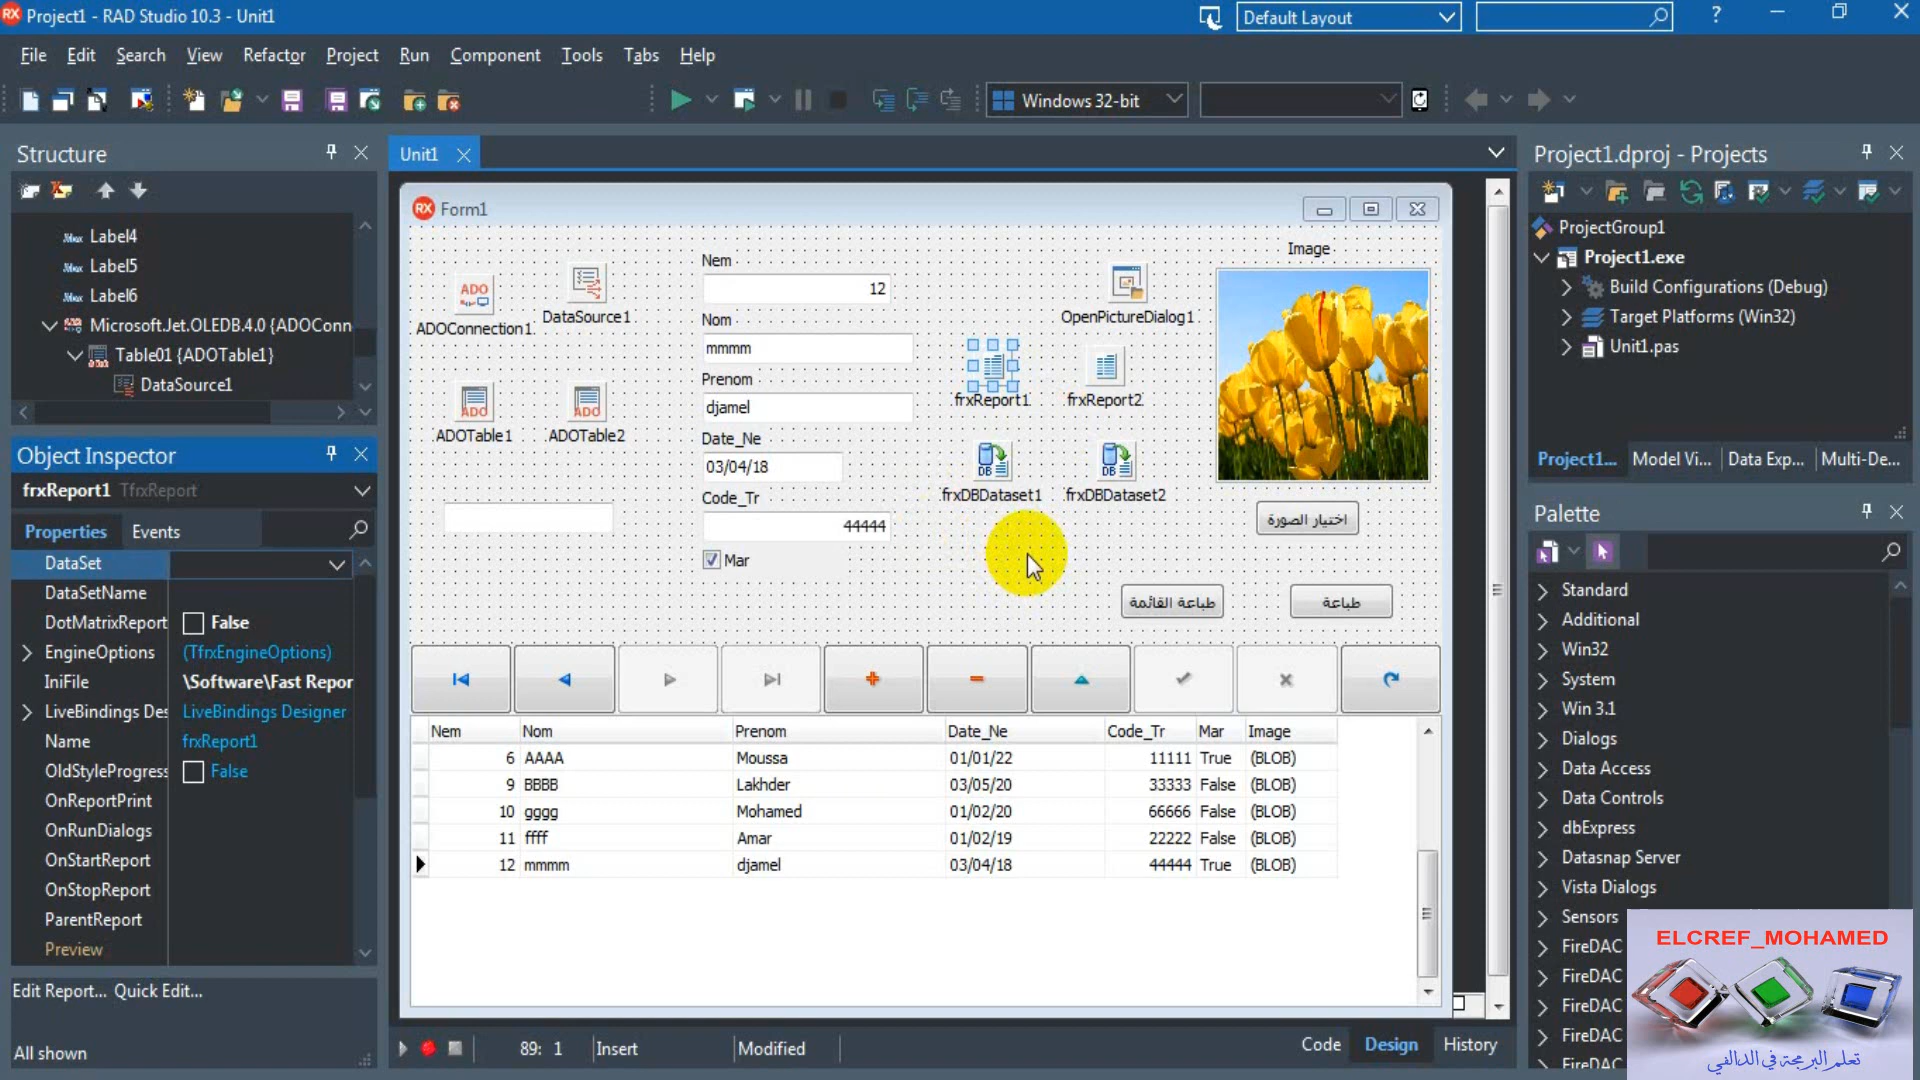 Project1 - RAD Studio 10.3 - Unit1
Default Layout
?
File Edit Search View Refactor Project Run Component Tools Tabs Help
Windows 32-bit
Structure
Label4
Label5
Label6
Microsoft.Jet.OLEDB.4.0 {ADOConn
Table01 {ADOTable1}
DataSource1
Object Inspector
frxReport1 TfrxReport
Properties Events
DataSet
DataSetName
DotMatrixReport False
EngineOptions (TfrxEngineOptions)
IniFile \Software\Fast Repor
LiveBindings Des LiveBindings Designer
Name frxReport1
OldStyleProgress False
OnReportPrint
OnRunDialogs
OnStartReport
OnStopReport
ParentReport
Preview
Edit Report... Quick Edit...
All shown
Unit1
Form1
ADO
ADOConnection1
DataSource1
ADO
ADOTable1
ADO
ADOTable2
Nem
12
Nom
mmmm
Prenom
djamel
Date_Ne
03/04/18
Code_Tr
44444
Mar
OpenPictureDialog1
frxReport1
frxReport2
DB
frxDBDataset1
DB
frxDBDataset2
Image
اختيار الصورة
طباعة القائمة
طباعة
Nem Nom Prenom Date_Ne Code_Tr Mar Image
6 AAAA Moussa 01/01/22 11111 True (BLOB)
9 BBBB Lakhder 03/05/20 33333 False (BLOB)
10 gggg Mohamed 01/02/20 66666 False (BLOB)
11 ffff Amar 01/02/19 22222 False (BLOB)
12 mmmm djamel 03/04/18 44444 True (BLOB)
89: 1 Insert Modified
Code Design History
Project1.dproj - Projects
ProjectGroup1
Project1.exe
Build Configurations (Debug)
Target Platforms (Win32)
Unit1.pas
Project1... Model Vi... Data Exp... Multi-De...
Palette
Standard
Additional
Win32
System
Win 3.1
Dialogs
Data Access
Data Controls
dbExpress
Datasnap Server
Vista Dialogs
Sensors
FireDAC
FireDAC
FireDAC
FireDAC
FireDAC
ELCREF_MOHAMED
تعلم البرمجة في الدالفي